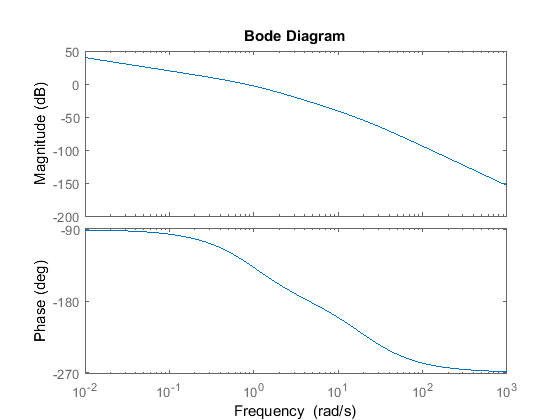 Bode Diagram
50
0
-50
-100
-150
-200
Magnitude (dB)
-90
-180
-270
Phase (deg)
10^-2 10^-1 10^0 10^1 10^2 10^3
Frequency (rad/s)